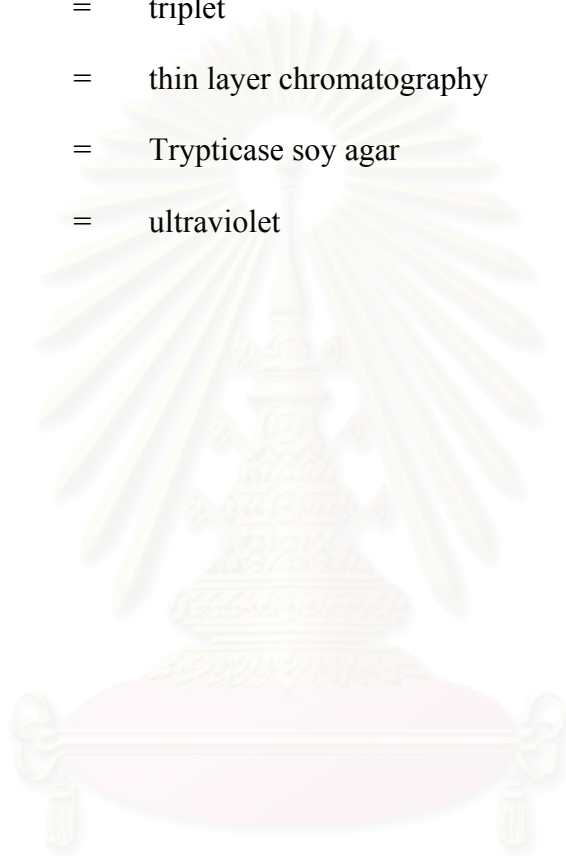 = triplet
= thin layer chromatography
= Trypticase soy agar
= ultraviolet